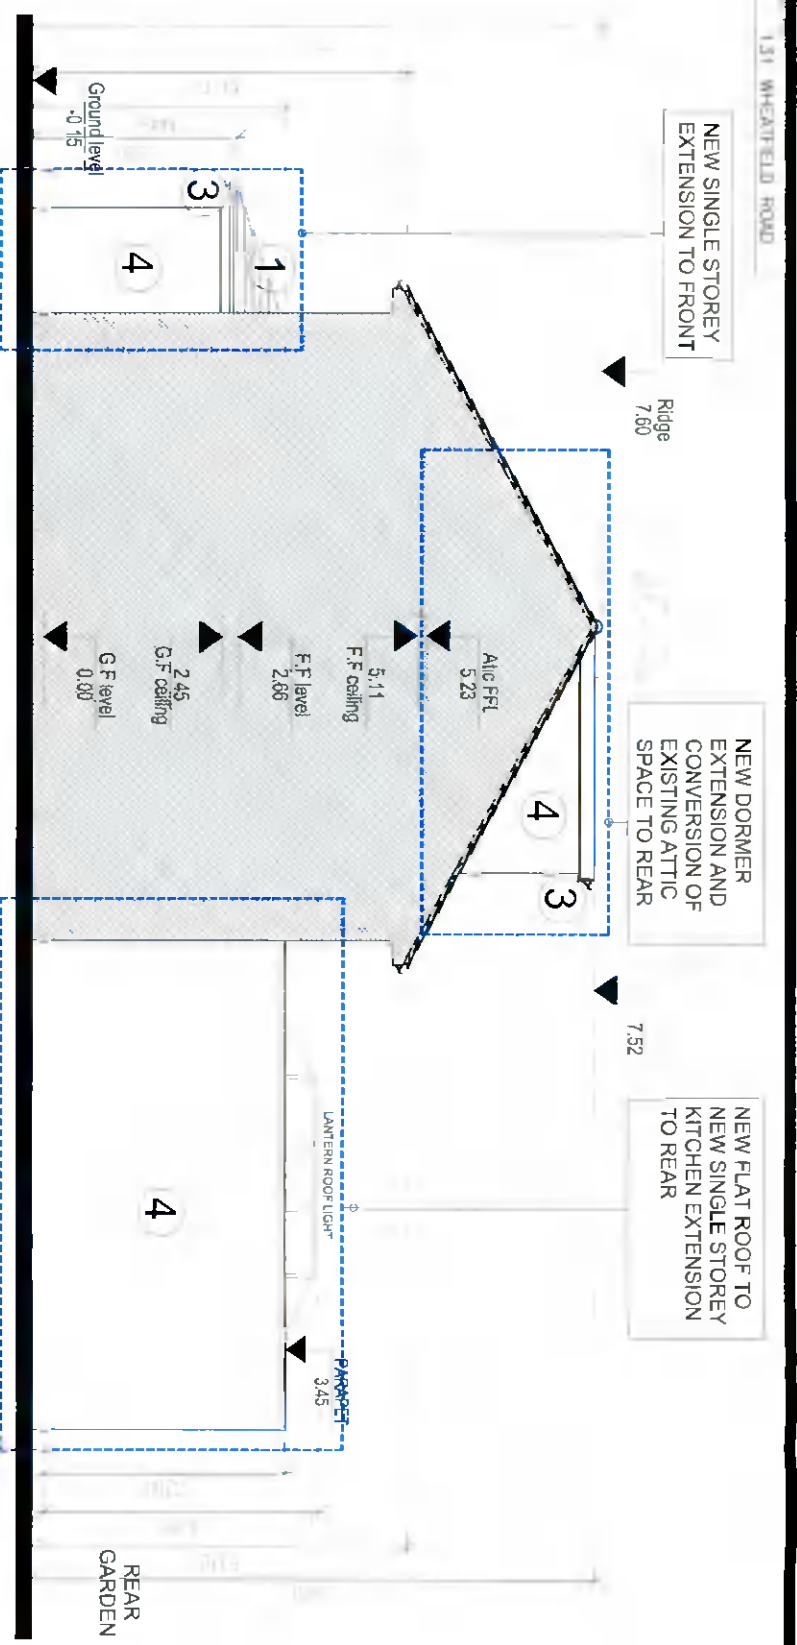 131 WHEATFIELD ROAD
NEW SINGLE STOREY
EXTENSION TO FRONT
NEW DORMER
EXTENSION AND
CONVERSION OF
EXISTING ATTIC
SPACE TO REAR
NEW FLAT ROOF TO
NEW SINGLE STOREY
KITCHEN EXTENSION
TO REAR
Ridge
7.60
7.52
4
3
Atic FFL
5.23
5.11
F.F ceiling
F.F level
2.66
2.45
G.F ceiling
G.F level
0.00
1
3
4
Ground level
-0.15
LANTERN ROOF LIGHT
PARAPET
3.45
4
REAR
GARDEN